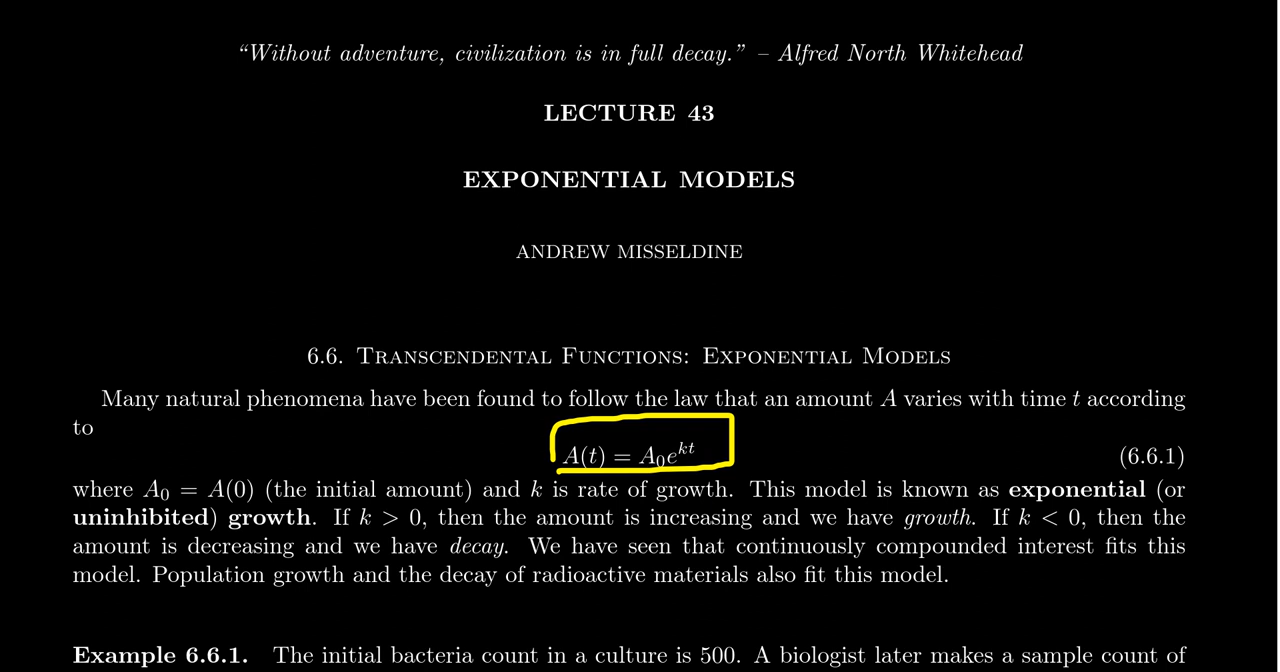 “Without adventure, civilization is in full decay.” – Alfred North Whitehead
LECTURE 43
EXPONENTIAL MODELS
ANDREW MISSELDINE
6.6. Transcendental Functions: Exponential Models
Many natural phenomena have been found to follow the law that an amount A varies with time t according
to
A(t) = A₀eᵏᵗ (6.6.1)
where A₀ = A(0) (the initial amount) and k is rate of growth. This model is known as exponential (or
uninhibited) growth. If k > 0, then the amount is increasing and we have growth. If k < 0, then the
amount is decreasing and we have decay. We have seen that continuously compounded interest fits this
model. Population growth and the decay of radioactive materials also fit this model.
Example 6.6.1. The initial bacteria count in a culture is 500. A biologist later makes a sample count of